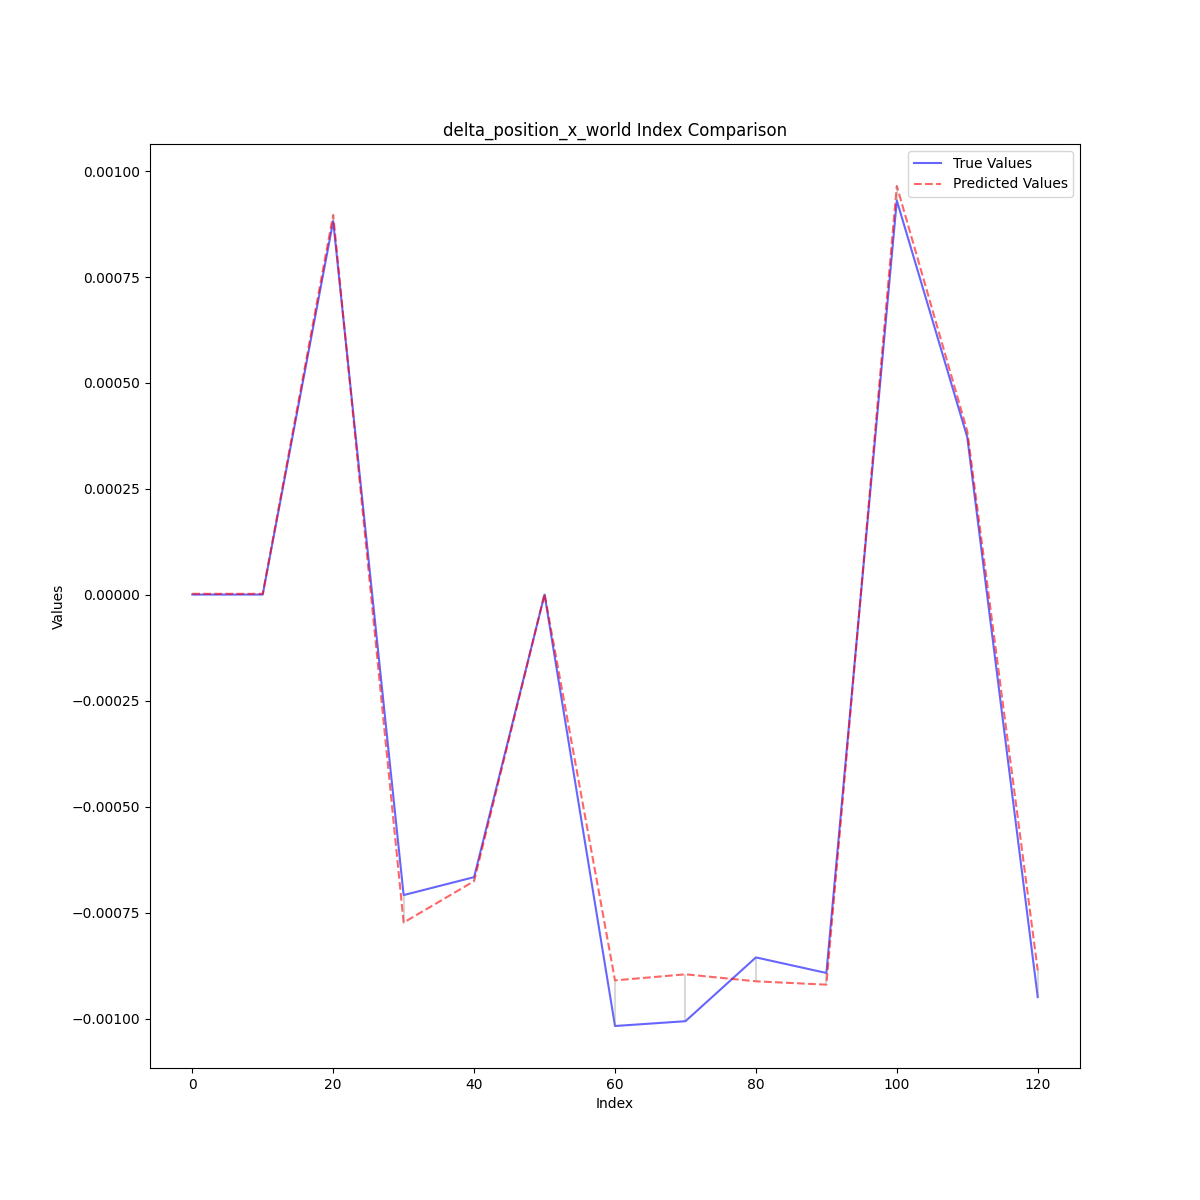 delta_position_x_world Index Comparison
True Values
Predicted Values
0.00100
0.00075
0.00050
0.00025
0.00000
−0.00025
−0.00050
−0.00075
−0.00100
Values
0 20 40 60 80 100 120
Index